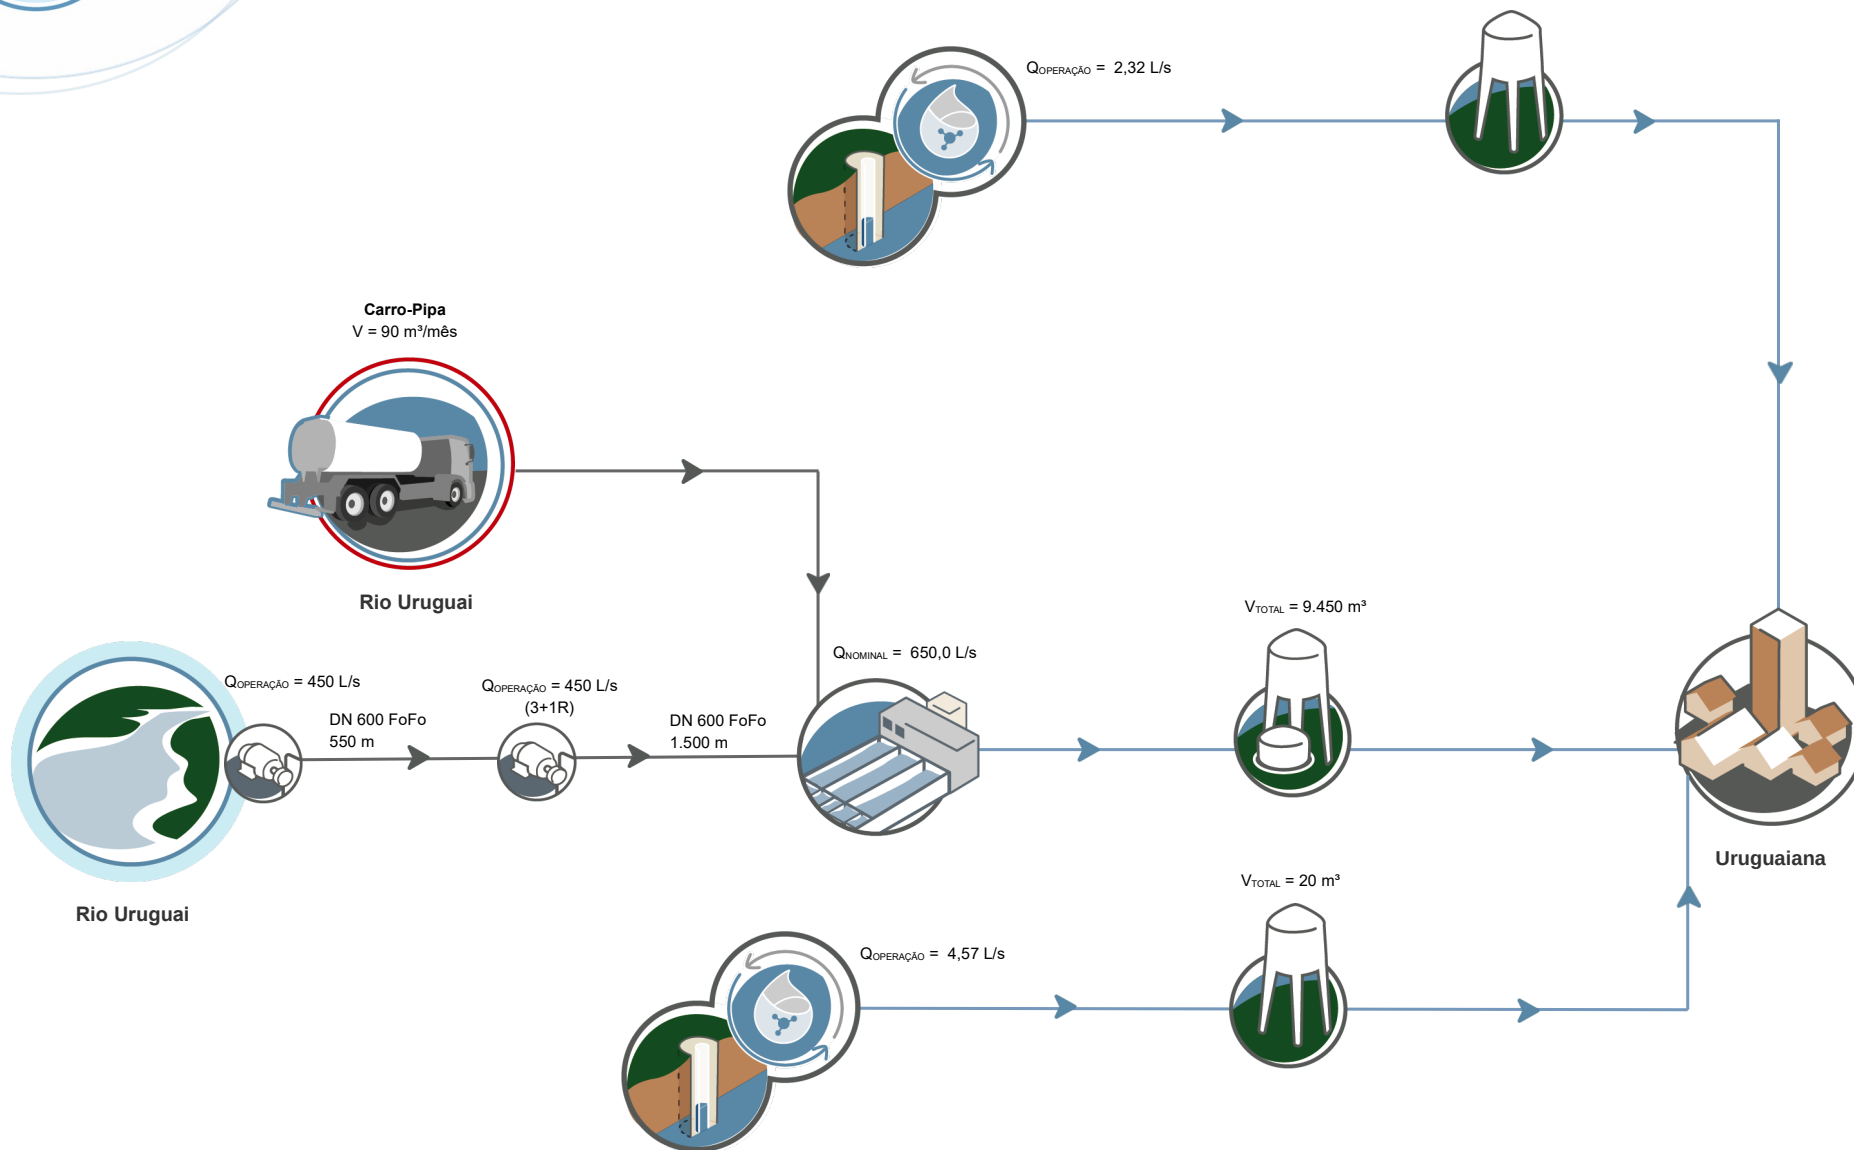 QOPERAÇÃO = 2,32 L/s
Carro-Pipa
V = 90 m³/mês
Rio Uruguai
VTOTAL = 9.450 m³
QNOMINAL = 650,0 L/s
QOPERAÇÃO = 450 L/s
DN 600 FoFo
550 m
QOPERAÇÃO = 450 L/s
(3+1R)
DN 600 FoFo
1.500 m
Rio Uruguai
Uruguaiana
VTOTAL = 20 m³
QOPERAÇÃO = 4,57 L/s